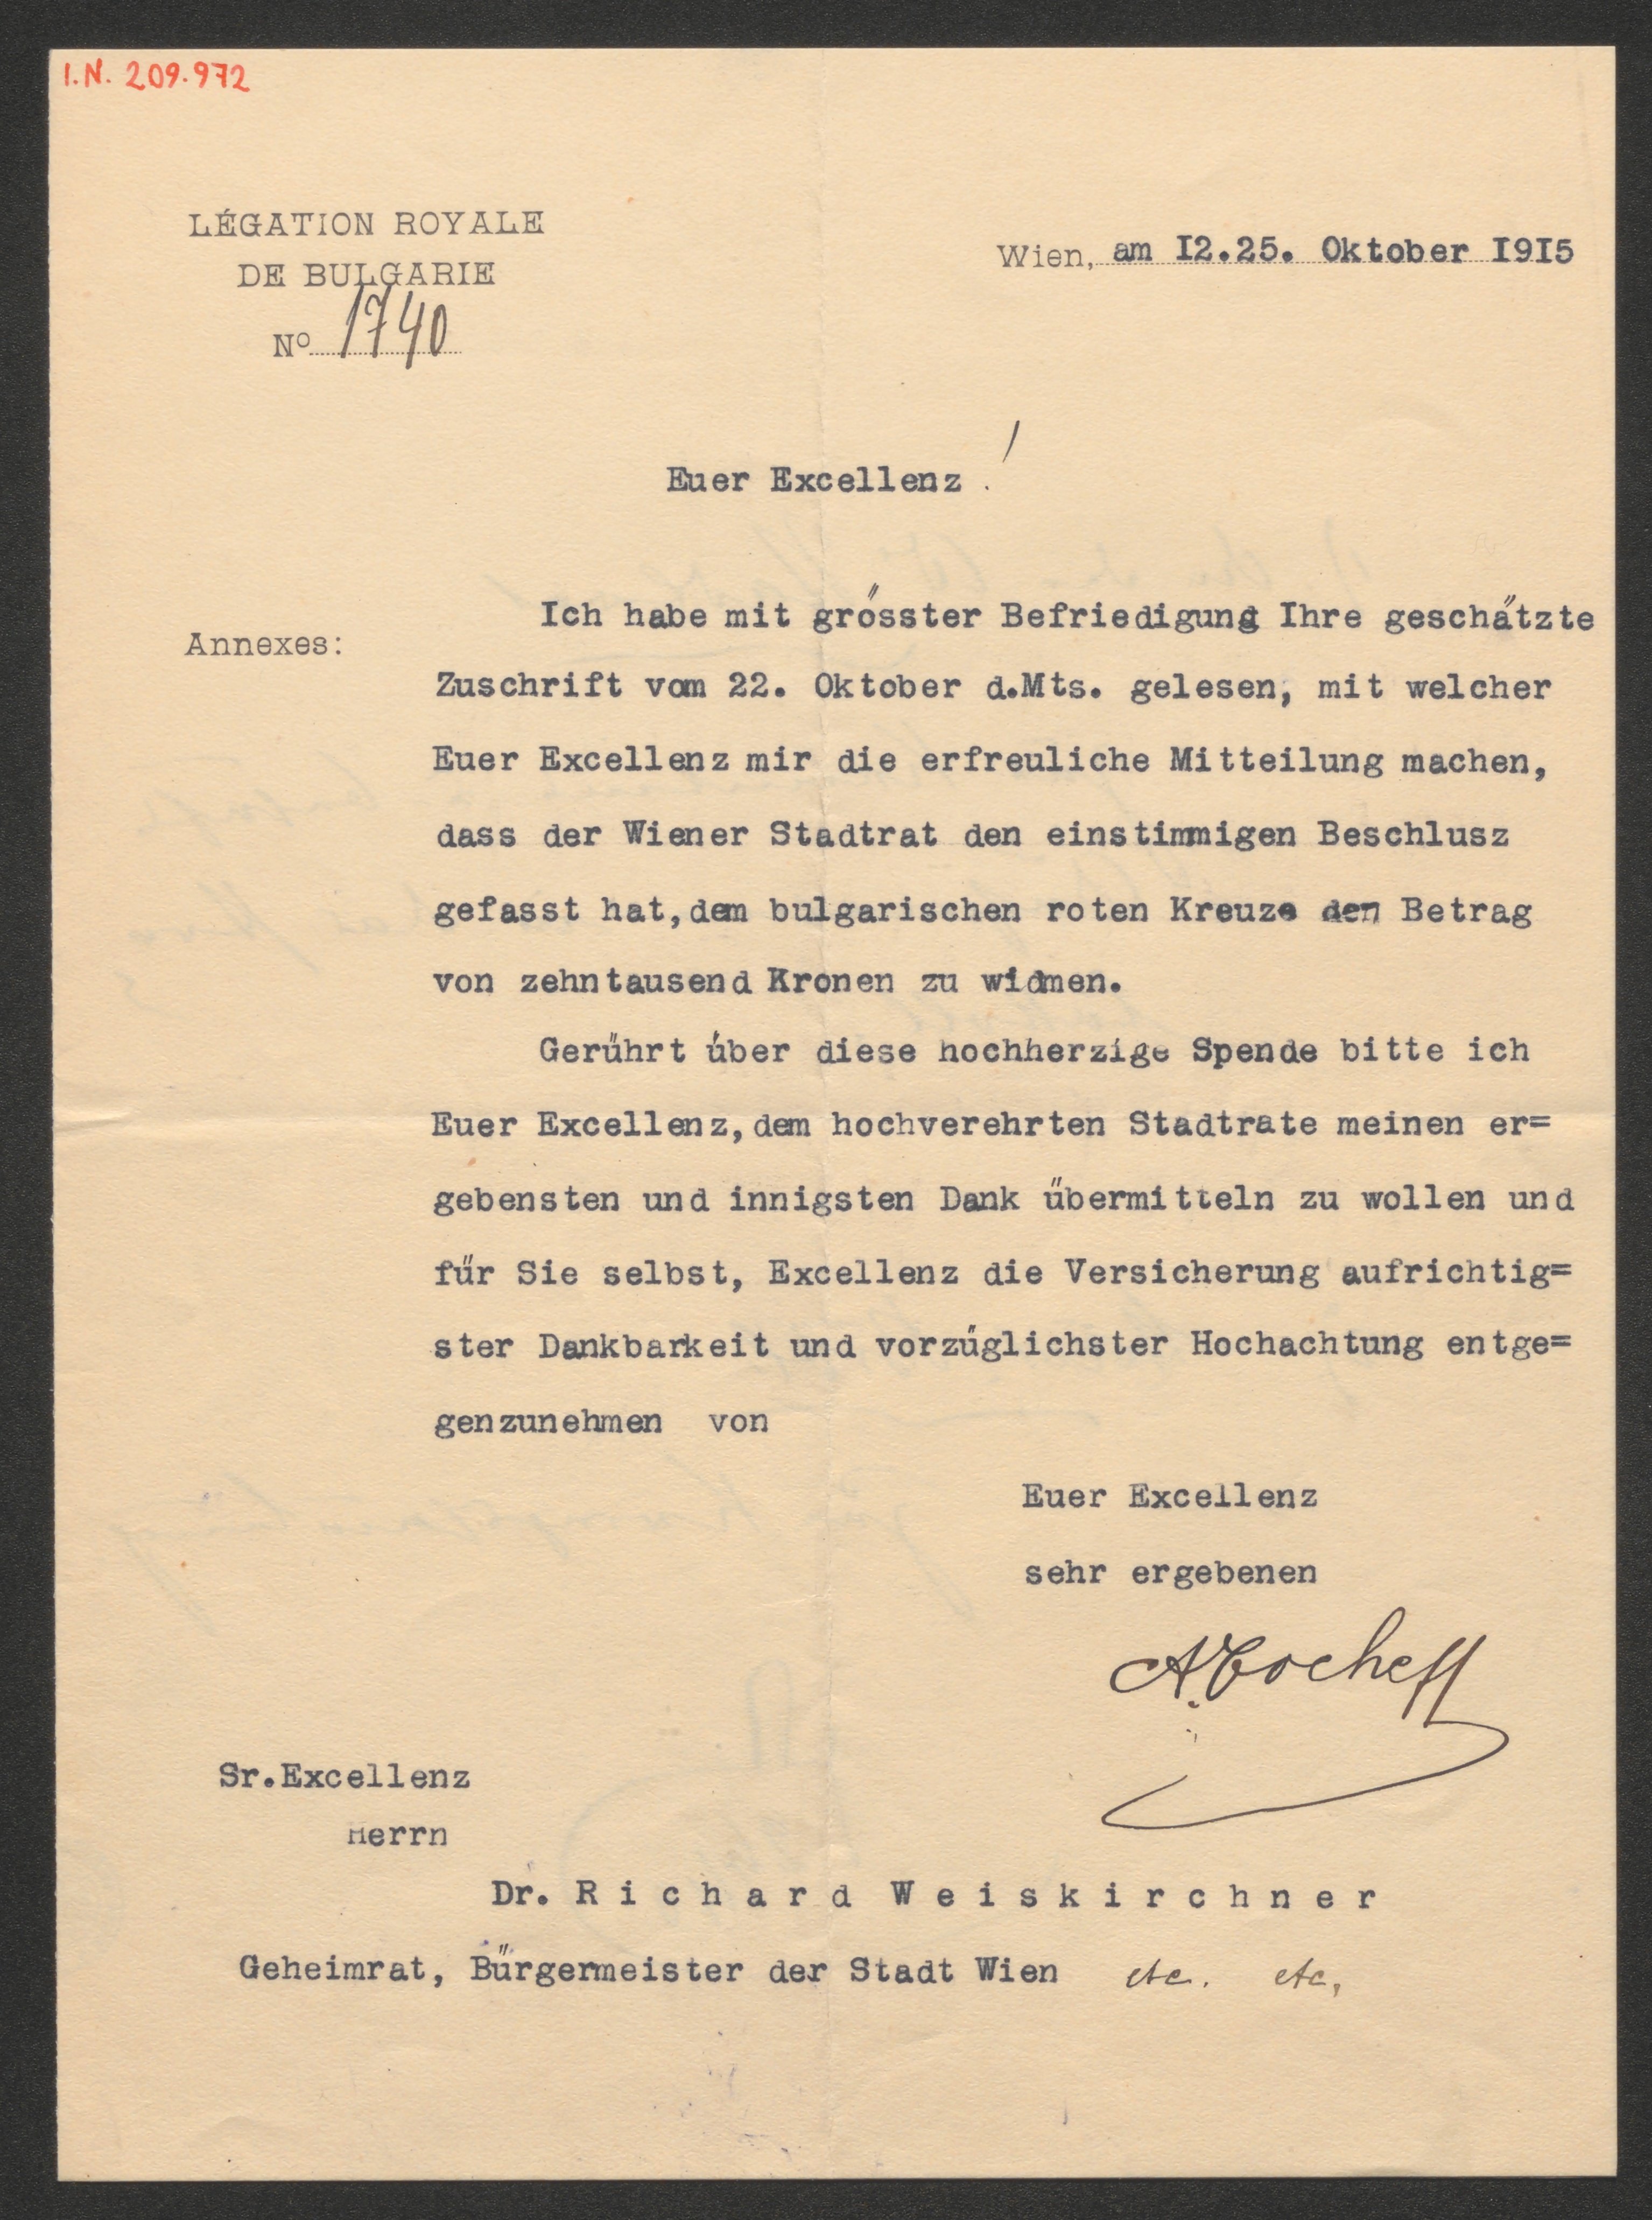 I.N. 209.972
LÉGATION ROYALE
DE BULGARIE
Nº 1740
Wien, am I2.25. Oktober I9I5
Euer Excellenz !
Annexes:
Ich habe mit grösster Befriedigung Ihre geschätzte
Zuschrift vom 22. Oktober d.Mts. gelesen, mit welcher
Euer Excellenz mir die erfreuliche Mitteilung machen,
dass der Wiener Stadtrat den einstimmigen Beschlusz
gefasst hat, dem bulgarischen roten Kreuze den Betrag
von zehntausend Kronen zu widmen.
Gerührt über diese hochherzige Spende bitte ich
Euer Excellenz, dem hochverehrten Stadtrate meinen er=
gebensten und innigsten Dank übermitteln zu wollen und
für Sie selbst, Excellenz die Versicherung aufrichtig=
ster Dankbarkeit und vorzüglichster Hochachtung entge=
genzunehmen von
Euer Excellenz
sehr ergebenen
A. Tocheff
Sr.Excellenz
Herrn
Dr. Richard Weiskirchner
Geheimrat, Bürgermeister der Stadt Wien etc. etc,